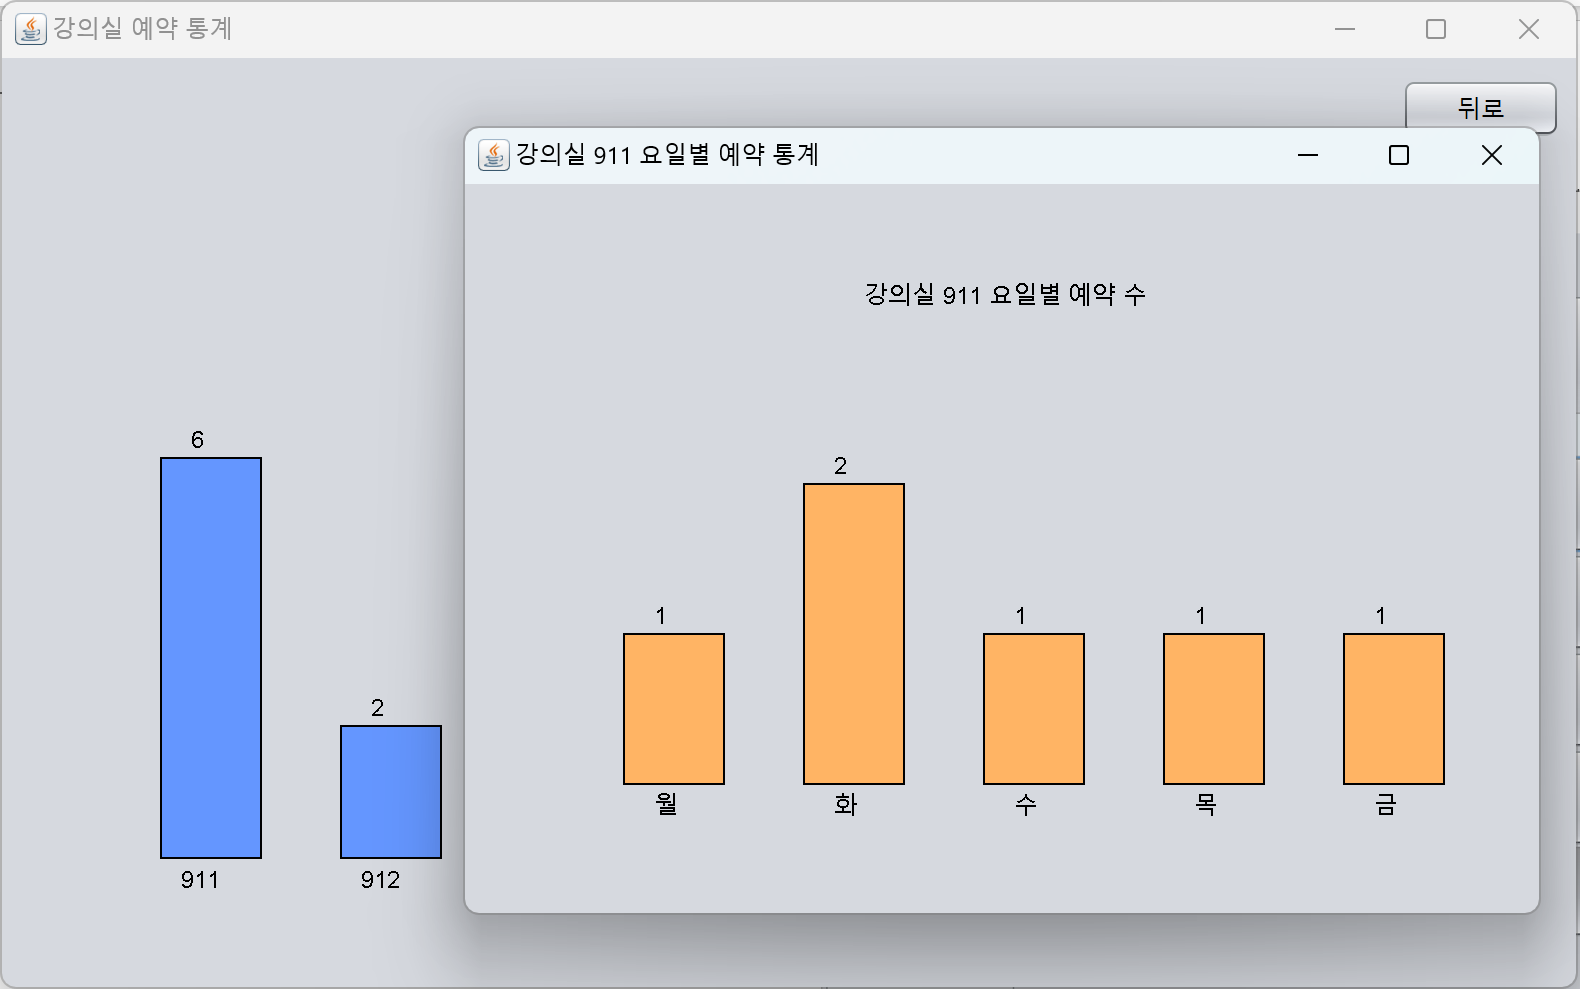 강의실 예약 통계
뒤로
강의실 911 요일별 예약 통계
강의실 911 요일별 예약 수
6
2
911
912
2
1
1
1
1
월
화
수
목
금